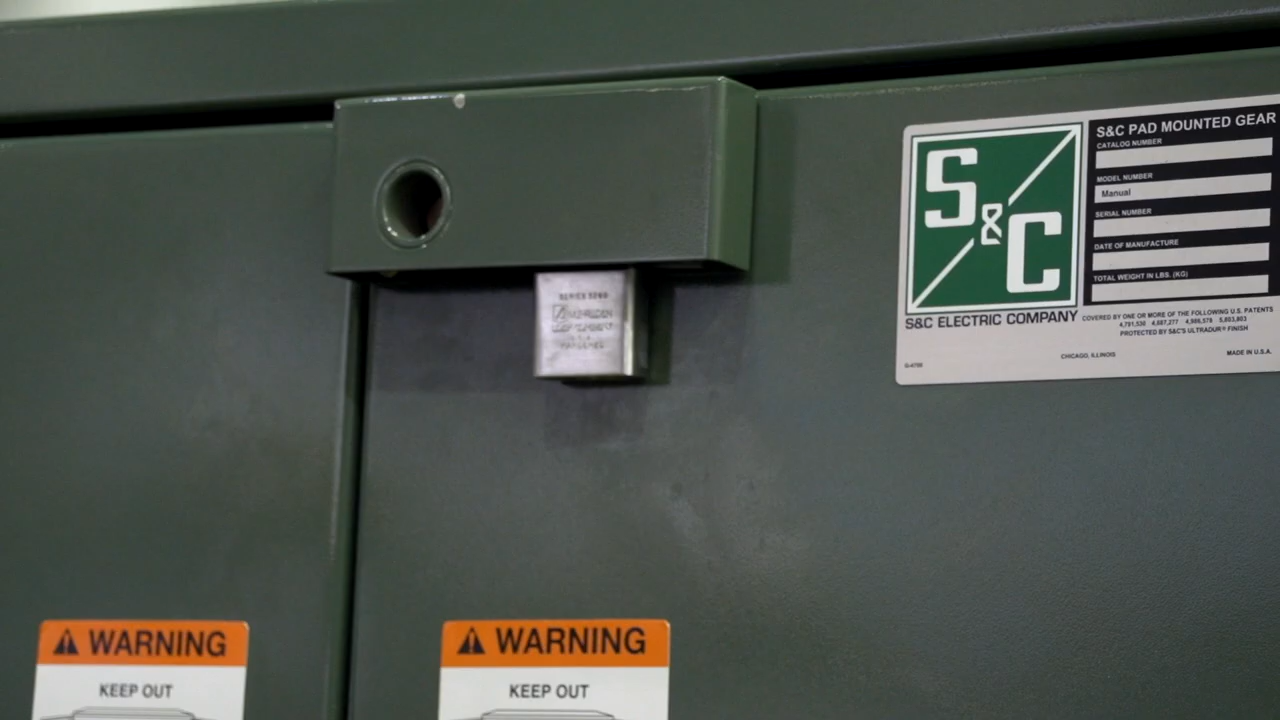 SERIES 5200
S&C
S&C ELECTRIC COMPANY
S&C PAD MOUNTED GEAR
CATALOG NUMBER
MODEL NUMBER
Manual
SERIAL NUMBER
DATE OF MANUFACTURE
TOTAL WEIGHT IN LBS. (KG)
COVERED BY ONE OR MORE OF THE FOLLOWING U.S. PATENTS
PROTECTED BY S&C'S ULTRADUR® FINISH
CHICAGO, ILLINOIS
MADE IN U.S.A.
WARNING
KEEP OUT
WARNING
KEEP OUT